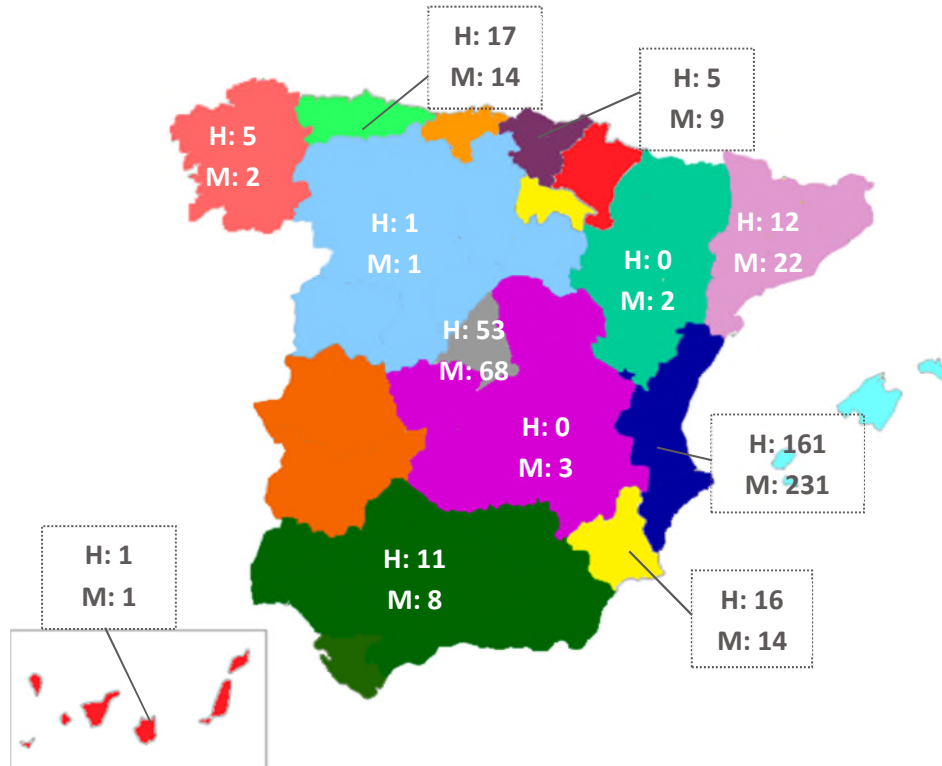 H: 17
M: 14
H: 5
M: 9
H: 5
M: 2
H: 1
M: 1
H: 12
M: 22
H: 0
M: 2
H: 53
M: 68
H: 0
M: 3
H: 161
M: 231
H: 11
M: 8
H: 1
M: 1
H: 16
M: 14